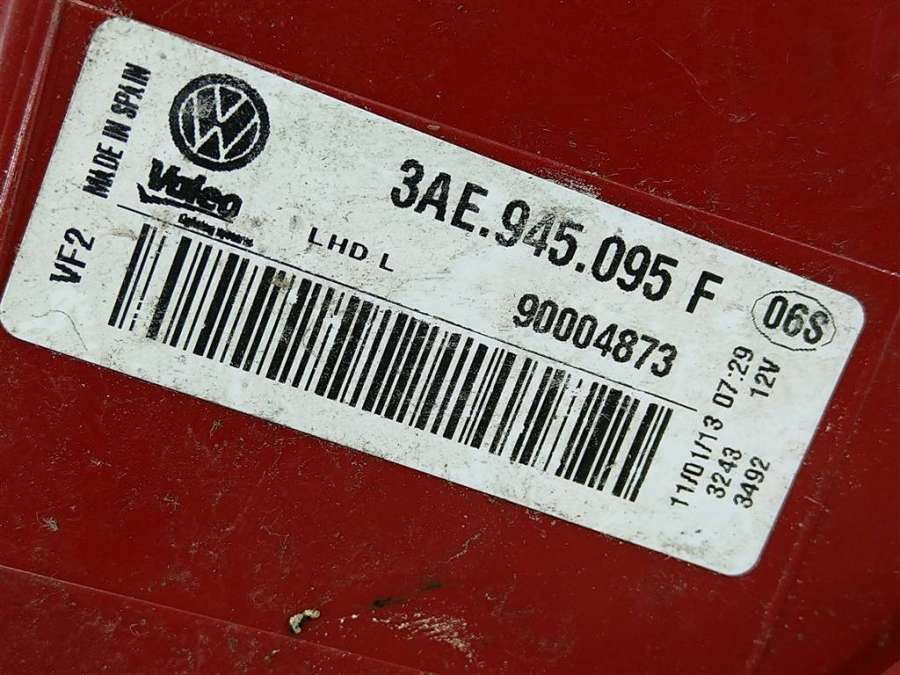 MADE IN SPAIN
VF2
Valeo
LHD L
3AE.945.095 F
90004873
06S
11/01/13 07:29
3243 12V
3492